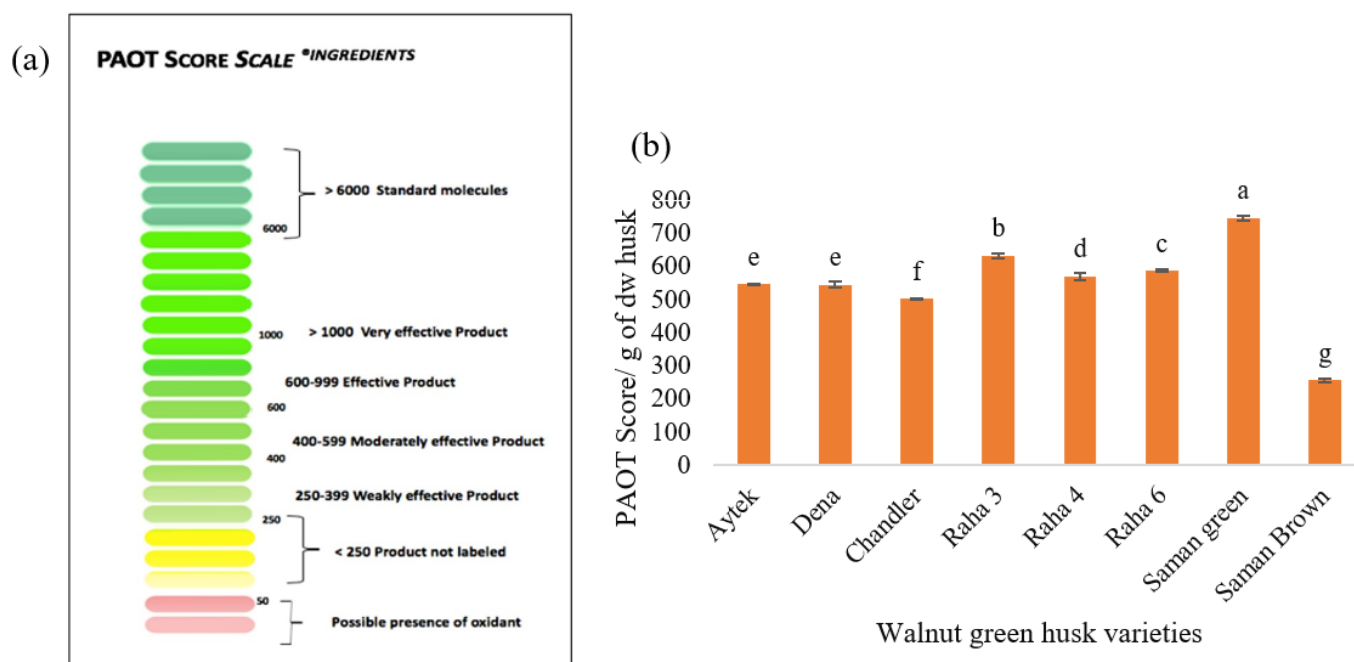 (a)
PAOT SCORE SCALE ®INGREDIENTS
> 6000 Standard molecules
6000
1000
> 1000 Very effective Product
600-999 Effective Product
600
400-599 Moderately effective Product
400
250-399 Weakly effective Product
250
< 250 Product not labeled
50
Possible presence of oxidant
(b)
PAOT Score/ g of dw husk
800
700
600
500
400
300
200
100
0
e
e
f
b
d
c
a
g
Aytek
Dena
Chandler
Raha 3
Raha 4
Raha 6
Saman green
Saman Brown
Walnut green husk varieties